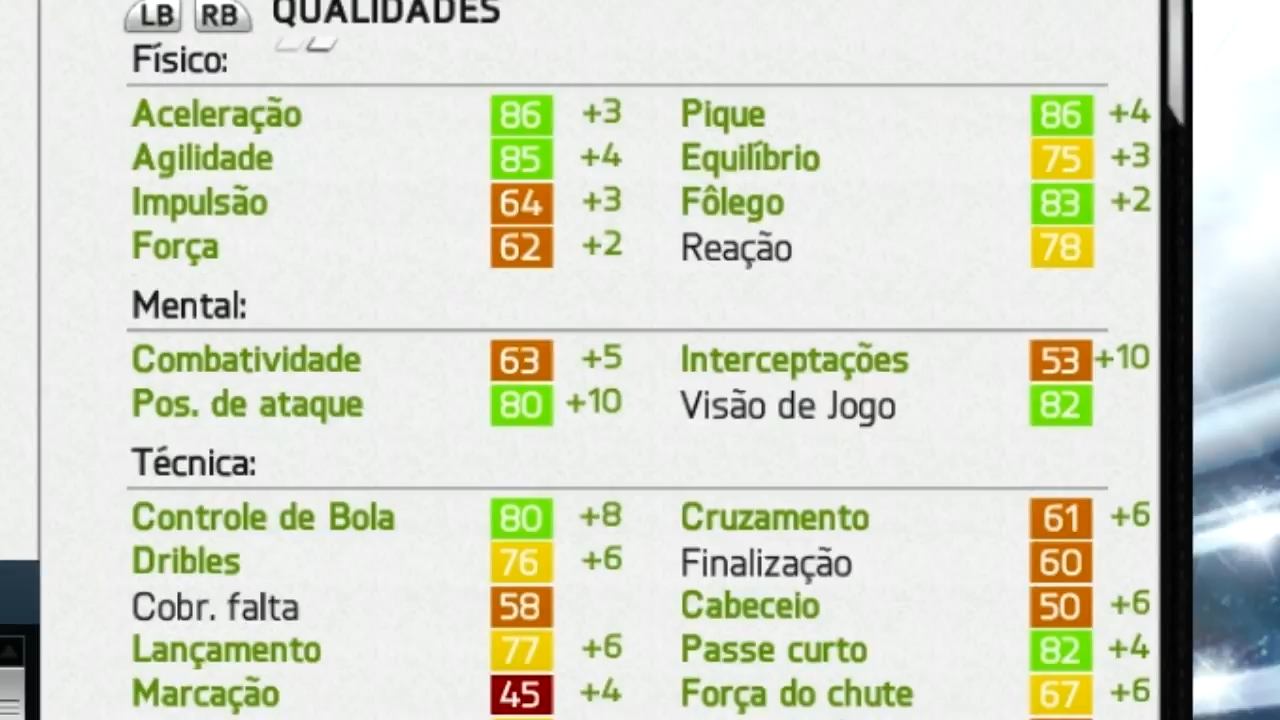 LB RB QUALIDADES
Físico:
Aceleração 86 +3 Pique 86 +4
Agilidade 85 +4 Equilíbrio 75 +3
Impulsão 64 +3 Fôlego 83 +2
Força 62 +2 Reação 78
Mental:
Combatividade 63 +5 Interceptações 53 +10
Pos. de ataque 80 +10 Visão de Jogo 82
Técnica:
Controle de Bola 80 +8 Cruzamento 61 +6
Dribles 76 +6 Finalização 60
Cobr. falta 58 Cabeceio 50 +6
Lançamento 77 +6 Passe curto 82 +4
Marcação 45 +4 Força do chute 67 +6